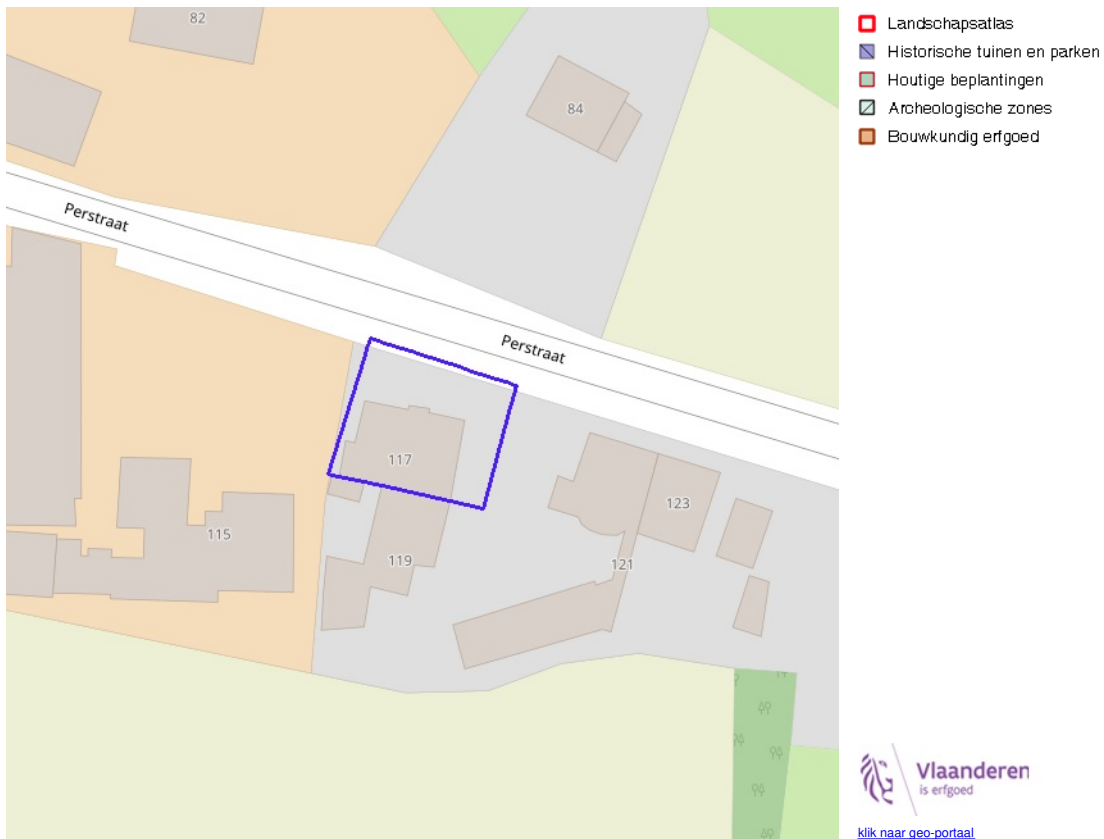 82
84
Perstraat
Perstraat
117
123
115
119
121
Landschapsatlas
Historische tuinen en parken
Houtige beplantingen
Archeologische zones
Bouwkundig erfgoed
Vlaanderen
is erfgoed
klik naar geo-portaal